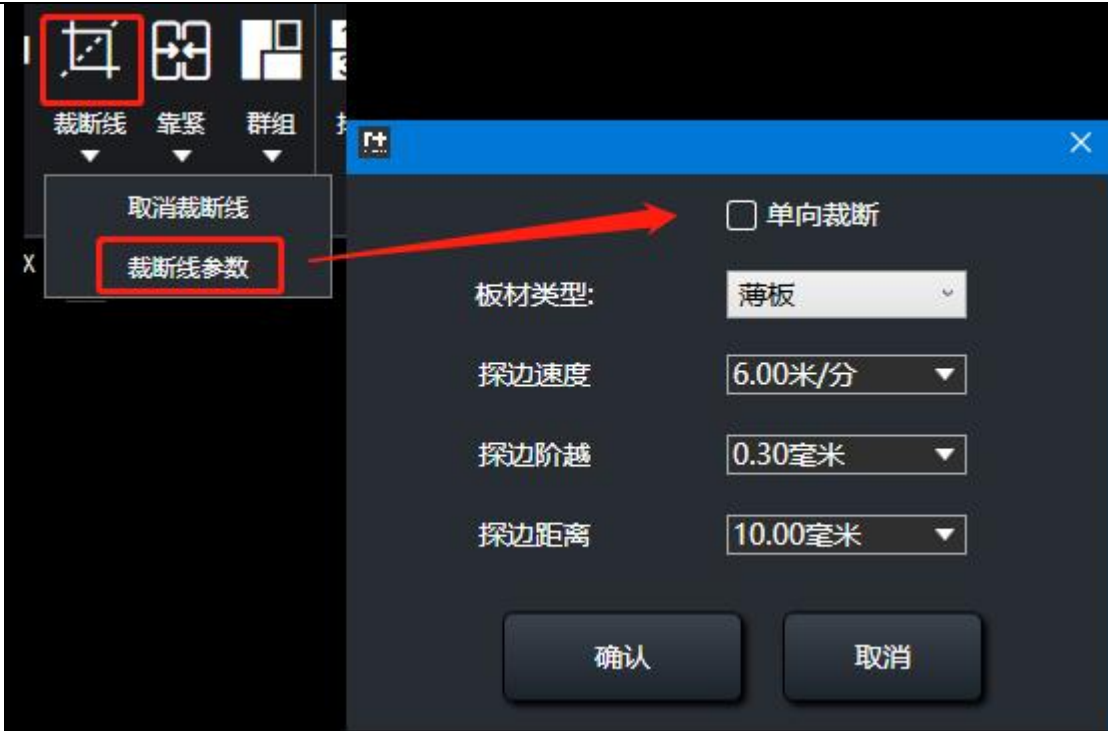 裁断线 靠紧 群组
取消裁断线
裁断线参数
X
单向裁断
板材类型: 薄板
探边速度 6.00米/分
探边阶越 0.30毫米
探边距离 10.00毫米
确认 取消